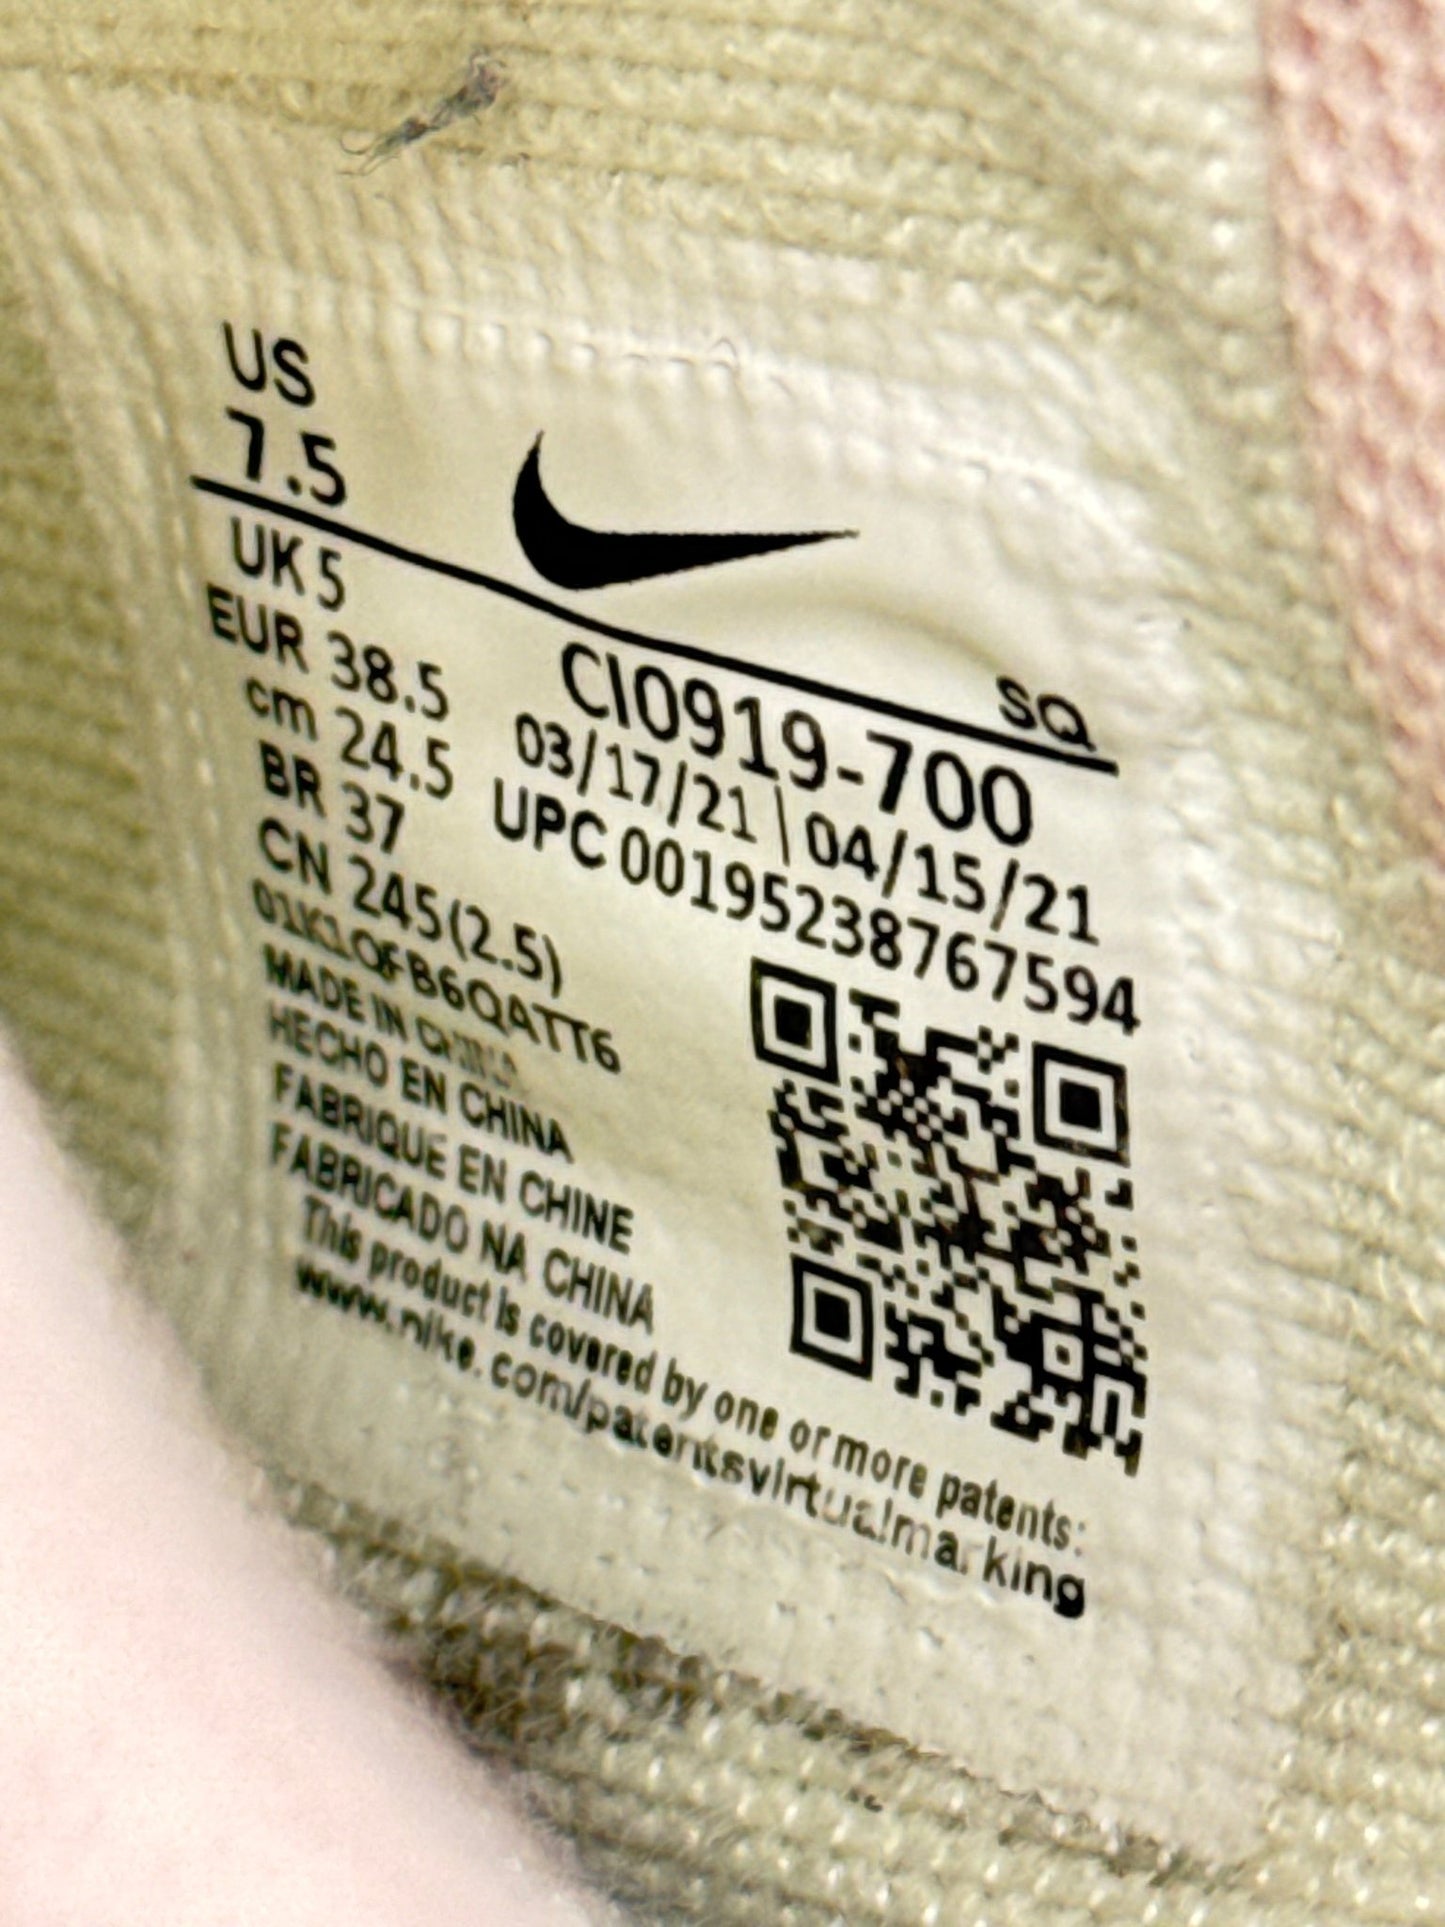 US
7.5
SQ
UK 5
EUR 38.5
cm 24.5
BR 37
CN 245(2.5)
CI0919-700
03/17/21 | 04/15/21
UPC 00195238767594
01K1QFB6QATT6
MADE IN CHINA
HECHO EN CHINA
FABRIQUE EN CHINE
FABRICADO NA CHINA
This product is covered by one or more patents:
www.nike.com/patentsvirtualmarking